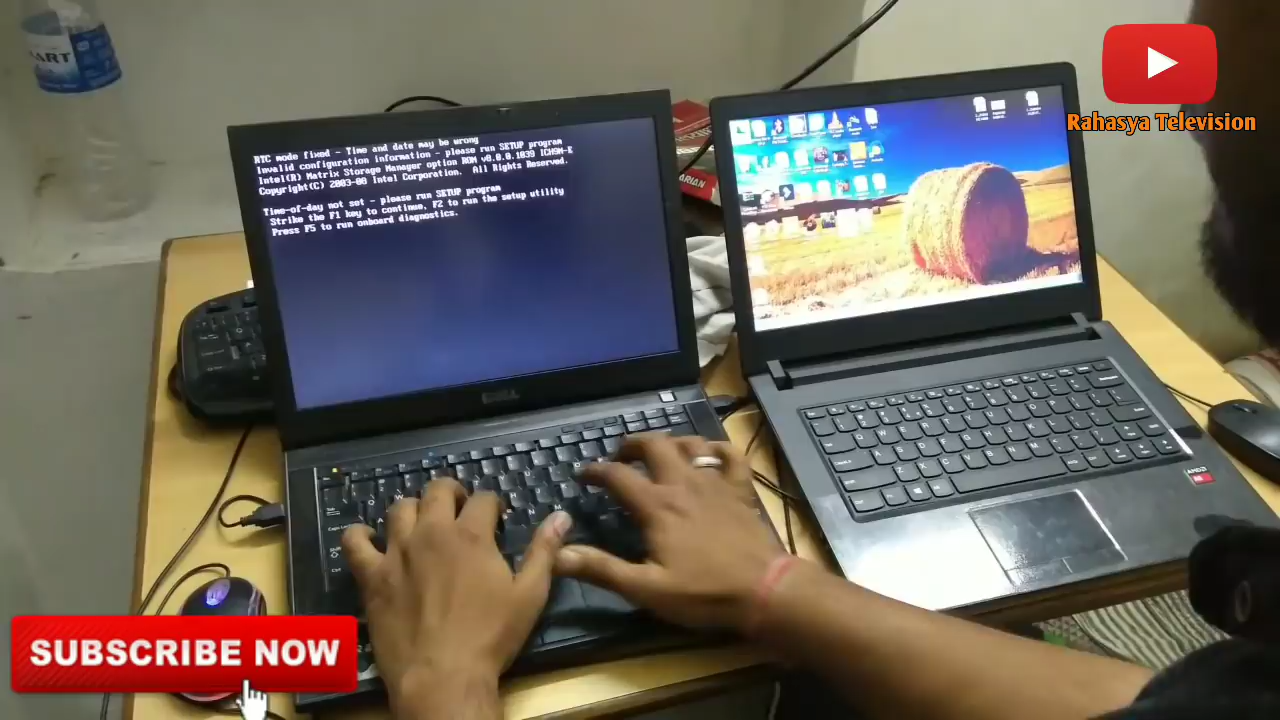 RTC mode fixed - Time and date may be wrong
Invalid configuration information - please run SETUP program
Intel(R) Matrix Storage Manager option ROM v8.0.0.1039 ICH9M-E
Copyright(C) 2003-08 Intel Corporation. All Rights Reserved.
Time-of-day not set - please run SETUP program
Strike the F1 key to continue, F2 to run the setup utility
Press F5 to run onboard diagnostics.
DELL
Rahasya Television
AMD
SUBSCRIBE NOW